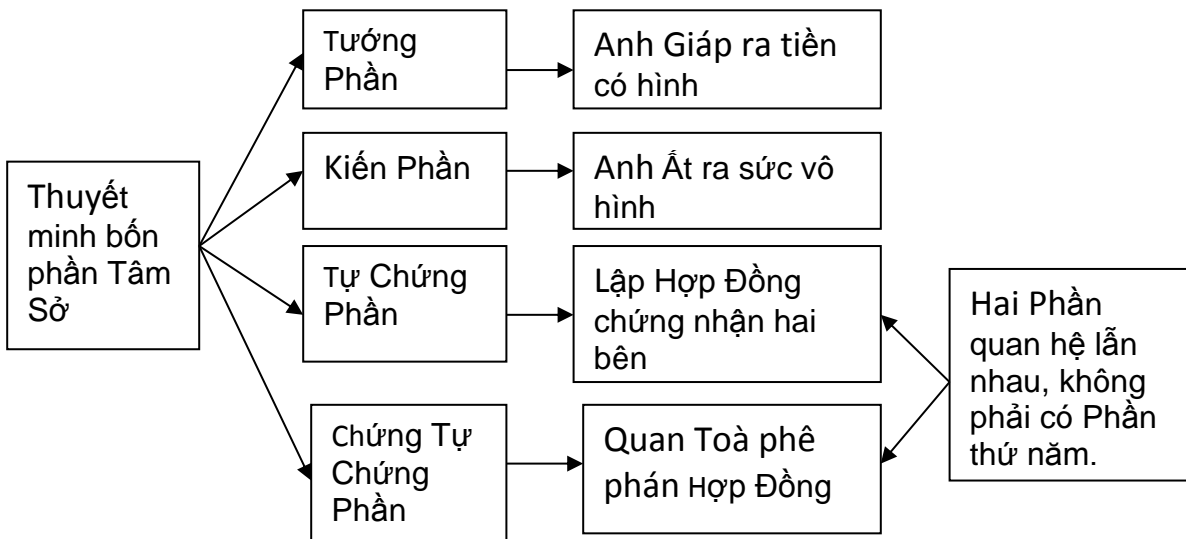 Thuyết
minh bốn
phần Tâm
Sở
Tướng
Phần
Anh Giáp ra tiền
có hình
Kiến Phần
Anh Ất ra sức vô
hình
Tự Chứng
Phần
Lập Hợp Đồng
chứng nhận hai
bên
Chứng Tự
Chứng
Phần
Quan Toà phê
phán Hợp Đồng
Hai Phần
quan hệ lẫn
nhau, không
phải có Phần
thứ năm.